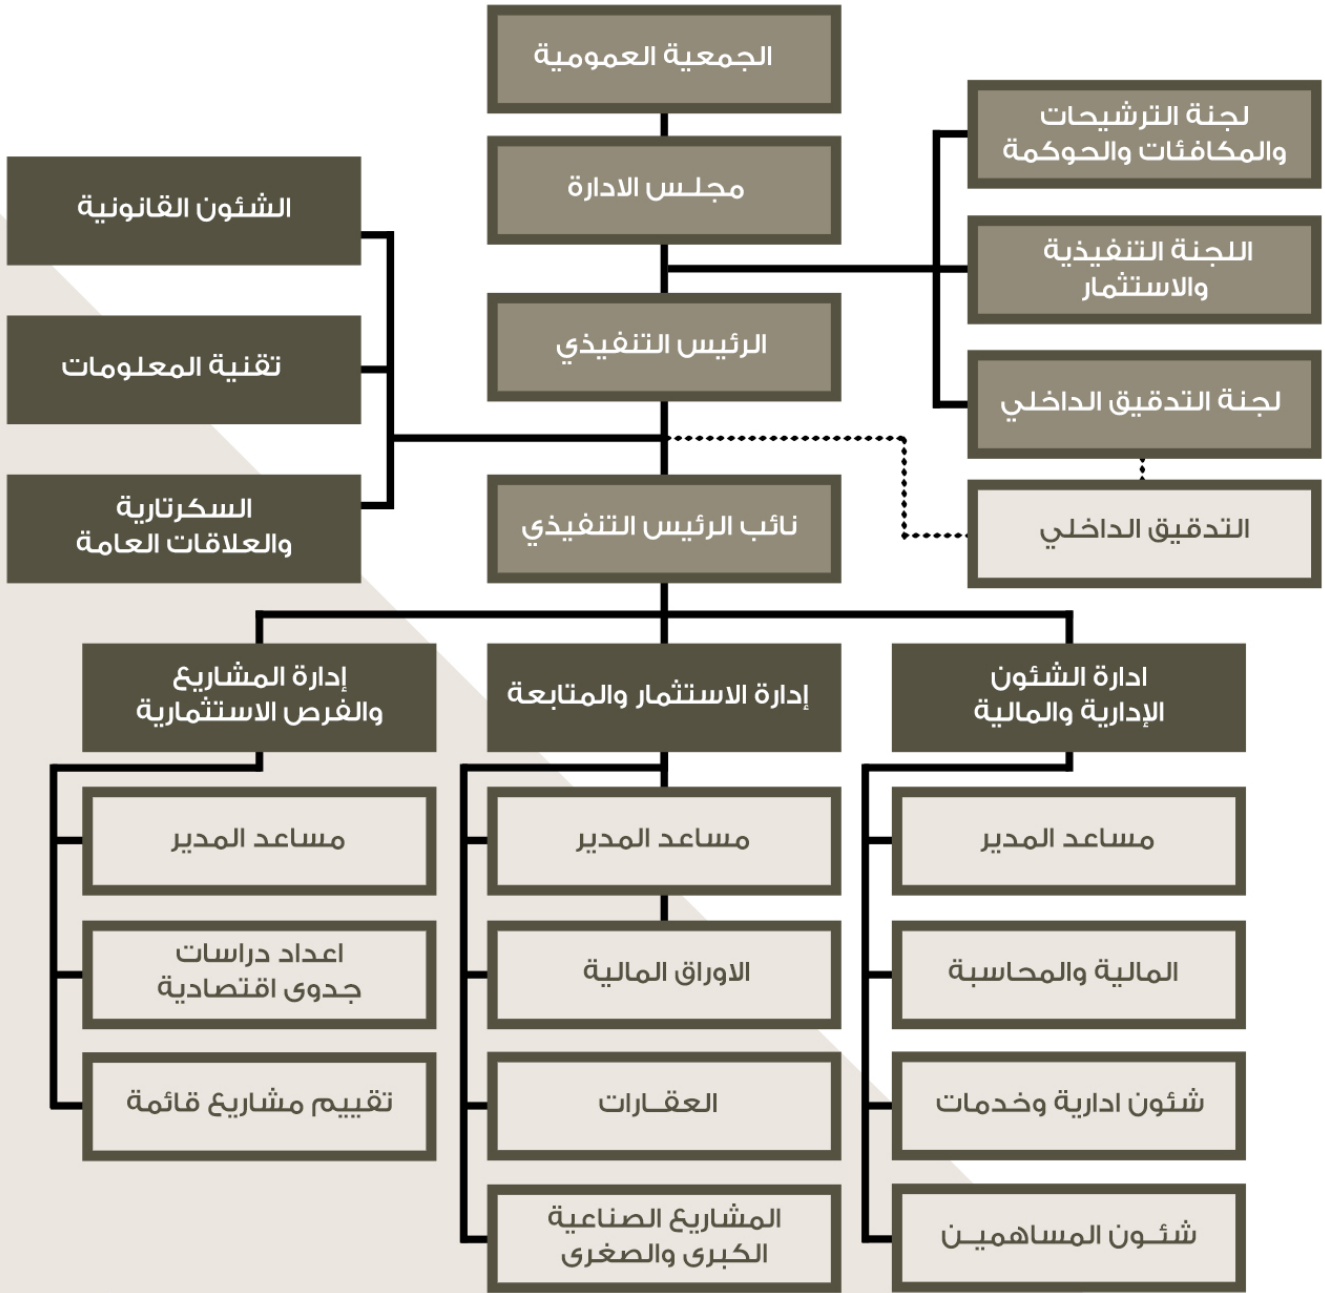 الجمعية العمومية
لجنة الترشيحات
والمكافئات والحوكمة
مجلس الادارة
الشئون القانونية
اللجنة التنفيذية
والاستثمار
الرئيس التنفيذي
تقنية المعلومات
لجنة التدقيق الداخلي
السكرتارية
والعلاقات العامة
نائب الرئيس التنفيذي
التدقيق الداخلي
ادارة الشئون
الإدارية والمالية
إدارة الاستثمار والمتابعة
إدارة المشاريع
والفرص الاستثمارية
مساعد المدير
مساعد المدير
مساعد المدير
المالية والمحاسبة
الاوراق المالية
اعداد دراسات
جدوى اقتصادية
شئون ادارية وخدمات
العقــارات
تقييم مشاريع قائمة
شئــون المساهميــن
المشاريع الصناعية
الكبرى والصغرى